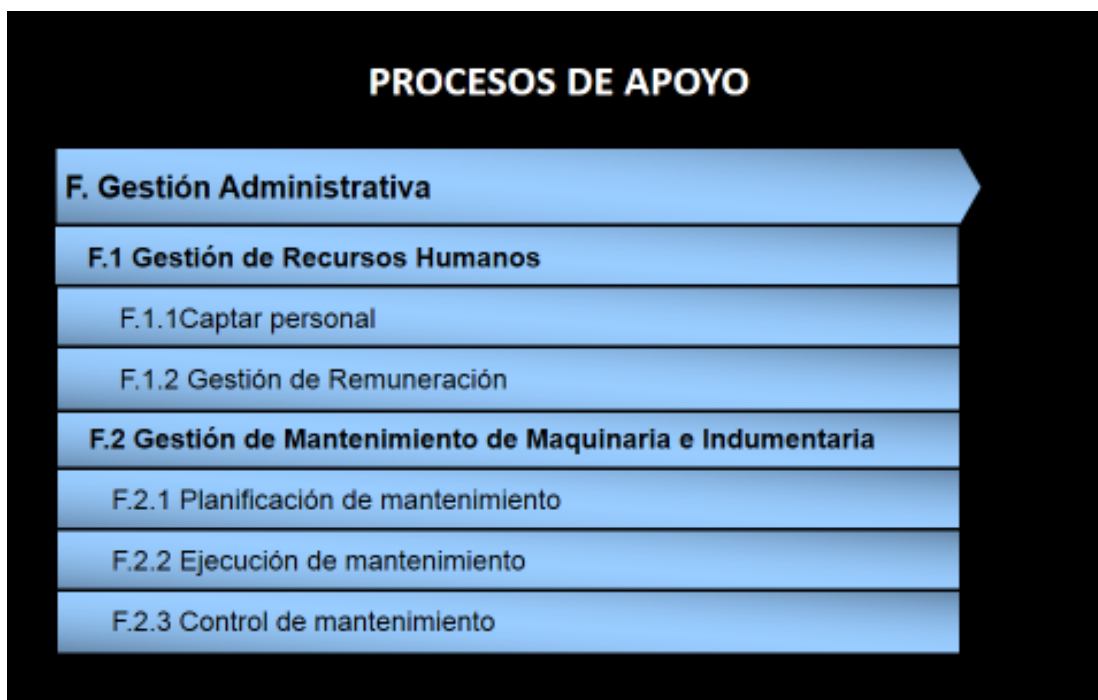 PROCESOS DE APOYO
F. Gestión Administrativa
F.1 Gestión de Recursos Humanos
F.1.1Captar personal
F.1.2 Gestión de Remuneración
F.2 Gestión de Mantenimiento de Maquinaria e Indumentaria
F.2.1 Planificación de mantenimiento
F.2.2 Ejecución de mantenimiento
F.2.3 Control de mantenimiento